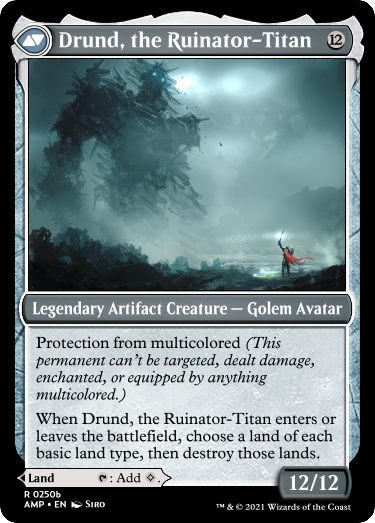 Drund, the Ruinator-Titan 12
Legendary Artifact Creature — Golem Avatar
Protection from multicolored (This
permanent can't be targeted, dealt damage,
enchanted, or equipped by anything
multicolored.)
When Drund, the Ruinator-Titan enters or
leaves the battlefield, choose a land of each
basic land type, then destroy those lands.
Land : Add .
12/12
R 0250b
AMP • EN Siro ™ & © 2021 Wizards of the Coast